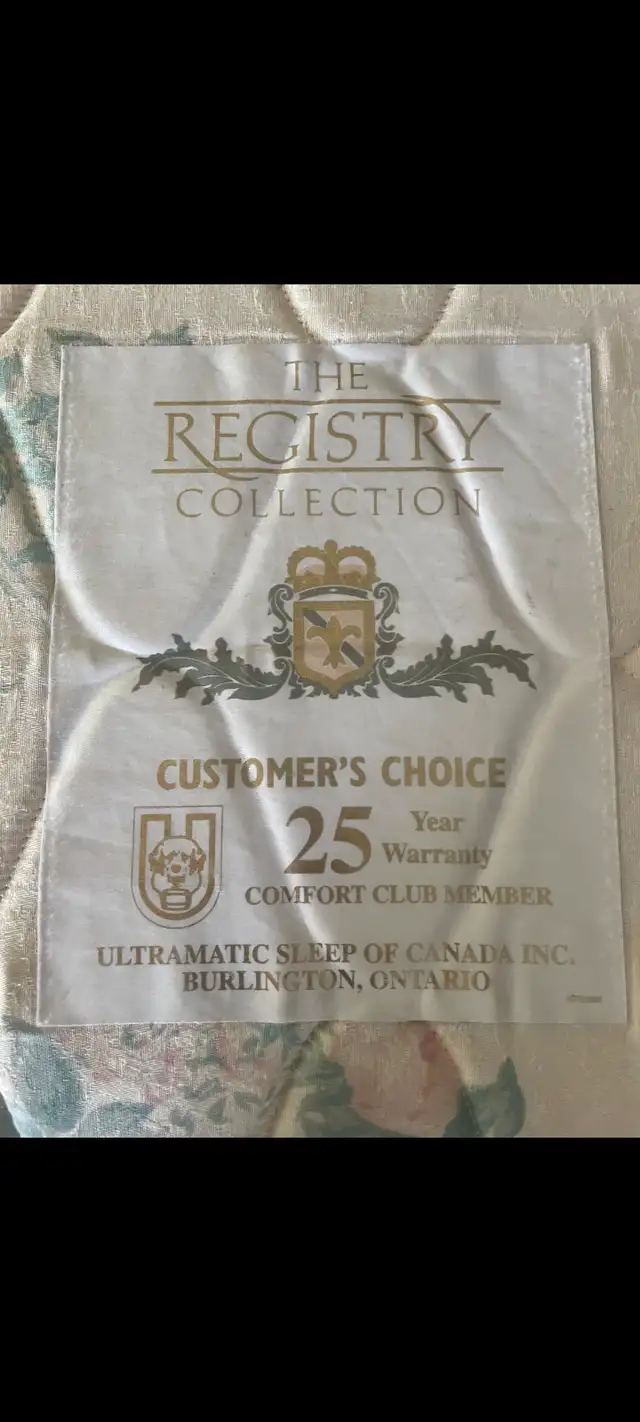 THE
REGISTRY
COLLECTION
CUSTOMER'S CHOICE
25 Year
Warranty
COMFORT CLUB MEMBER
ULTRAMATIC SLEEP OF CANADA INC.
BURLINGTON, ONTARIO